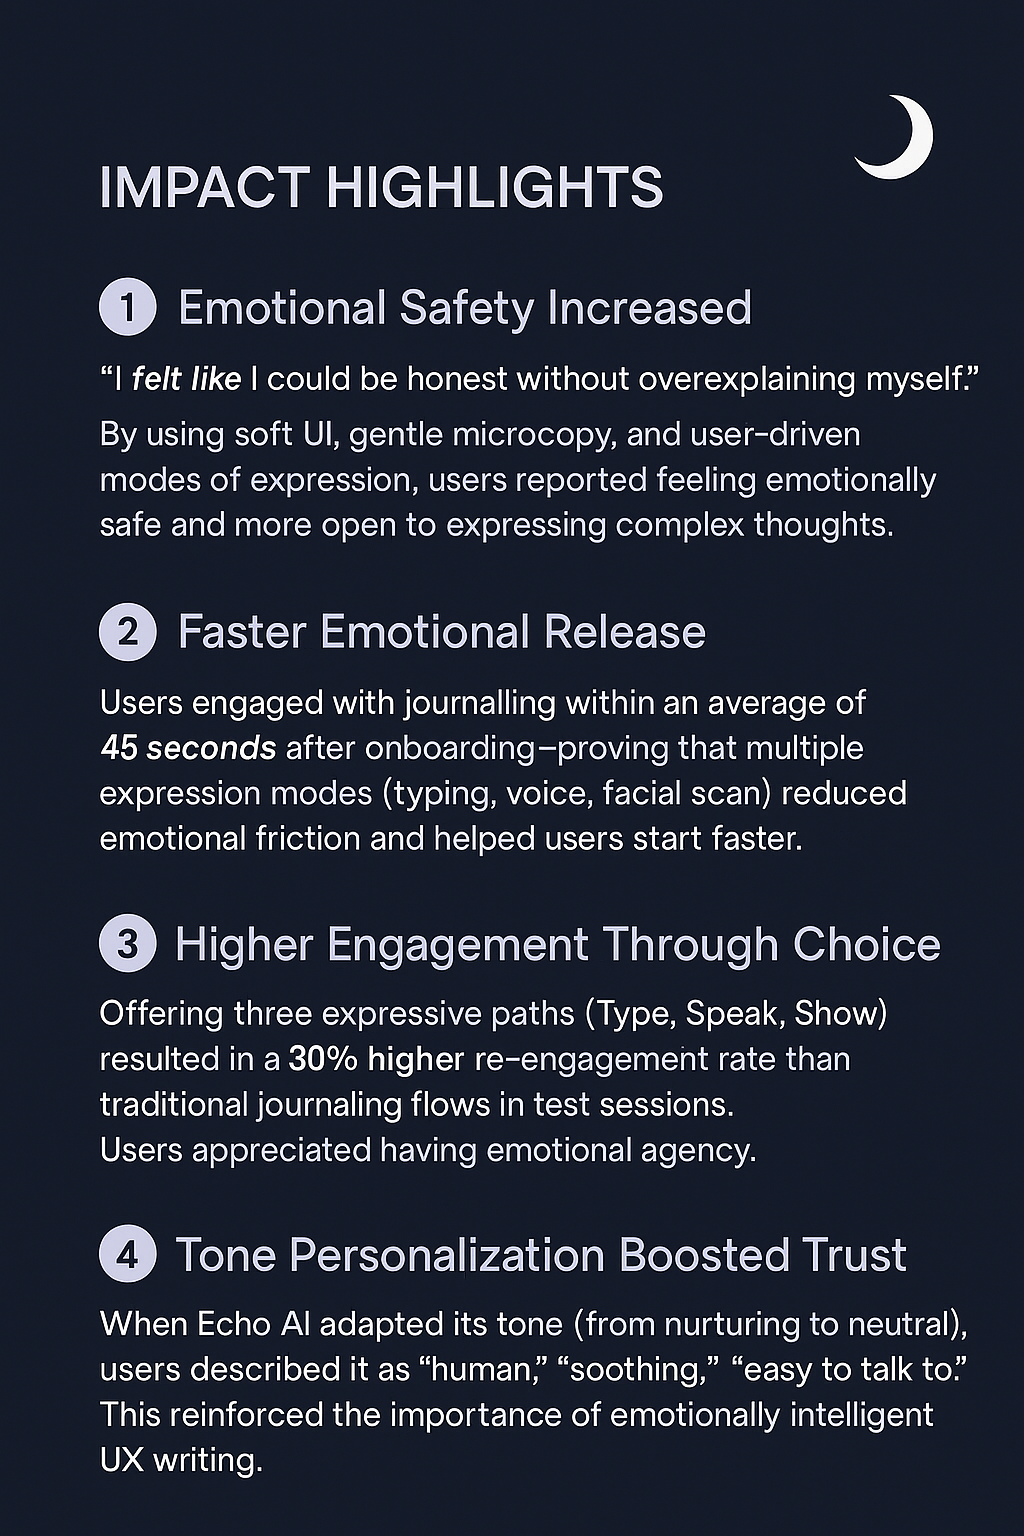 IMPACT HIGHLIGHTS
1 Emotional Safety Increased
“I felt like I could be honest without overexplaining myself.”
By using soft UI, gentle microcopy, and user-driven
modes of expression, users reported feeling emotionally
safe and more open to expressing complex thoughts.
2 Faster Emotional Release
Users engaged with journalling within an average of
45 seconds after onboarding–proving that multiple
expression modes (typing, voice, facial scan) reduced
emotional friction and helped users start faster.
3 Higher Engagement Through Choice
Offering three expressive paths (Type, Speak, Show)
resulted in a 30% higher re-engagement rate than
traditional journaling flows in test sessions.
Users appreciated having emotional agency.
4 Tone Personalization Boosted Trust
When Echo AI adapted its tone (from nurturing to neutral),
users described it as “human,” “soothing,” “easy to talk to.”
This reinforced the importance of emotionally intelligent
UX writing.